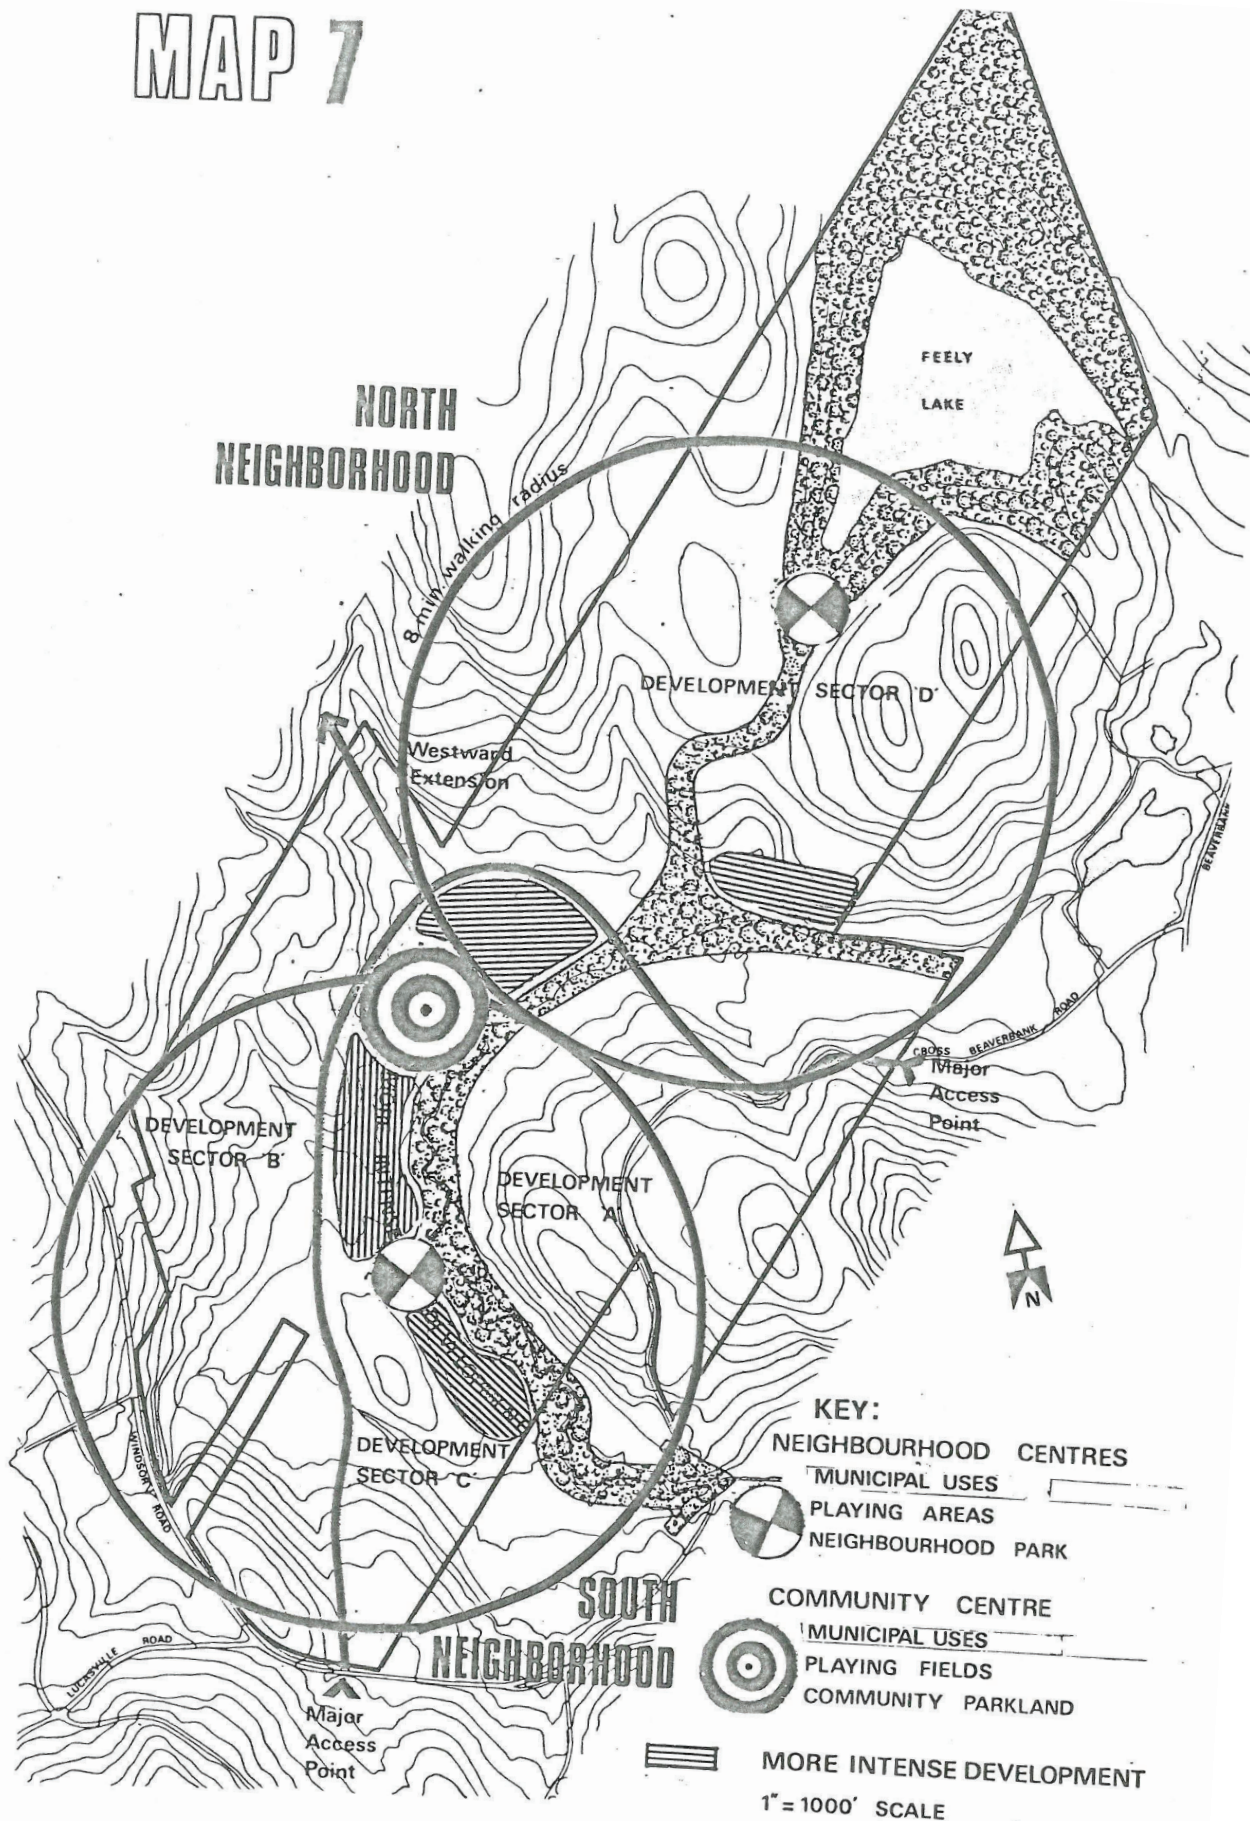 MAP 7
FEELY
LAKE
NORTH
NEIGHBORHOOD
8 min. walking radius
DEVELOPMENT SECTOR 'D'
Westward
Extension
BEAVERBANK
CROSS BEAVERBANK ROAD
Major
Access
Point
DEVELOPMENT
SECTOR 'B'
DEVELOPMENT
SECTOR 'A'
N
WINDSOR ROAD
DEVELOPMENT
SECTOR 'C'
KEY:
NEIGHBOURHOOD CENTRES
MUNICIPAL USES
PLAYING AREAS
NEIGHBOURHOOD PARK
SOUTH
NEIGHBORHOOD
COMMUNITY CENTRE
MUNICIPAL USES
PLAYING FIELDS
COMMUNITY PARKLAND
LUCASVILLE ROAD
Major
Access
Point
MORE INTENSE DEVELOPMENT
1" = 1000' SCALE